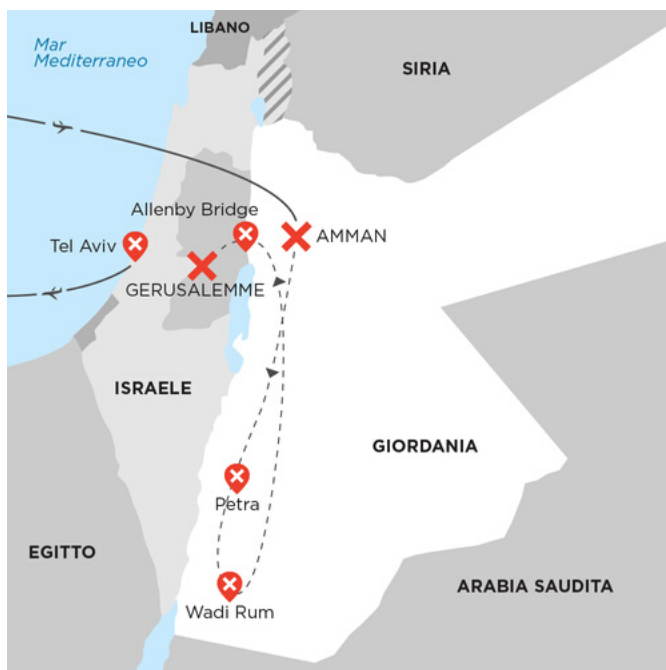 LIBANO
Mar
Mediterraneo
SIRIA
Allenby Bridge
Tel Aviv
AMMAN
GERUSALEMME
ISRAELE
GIORDANIA
Petra
EGITTO
ARABIA SAUDITA
Wadi Rum